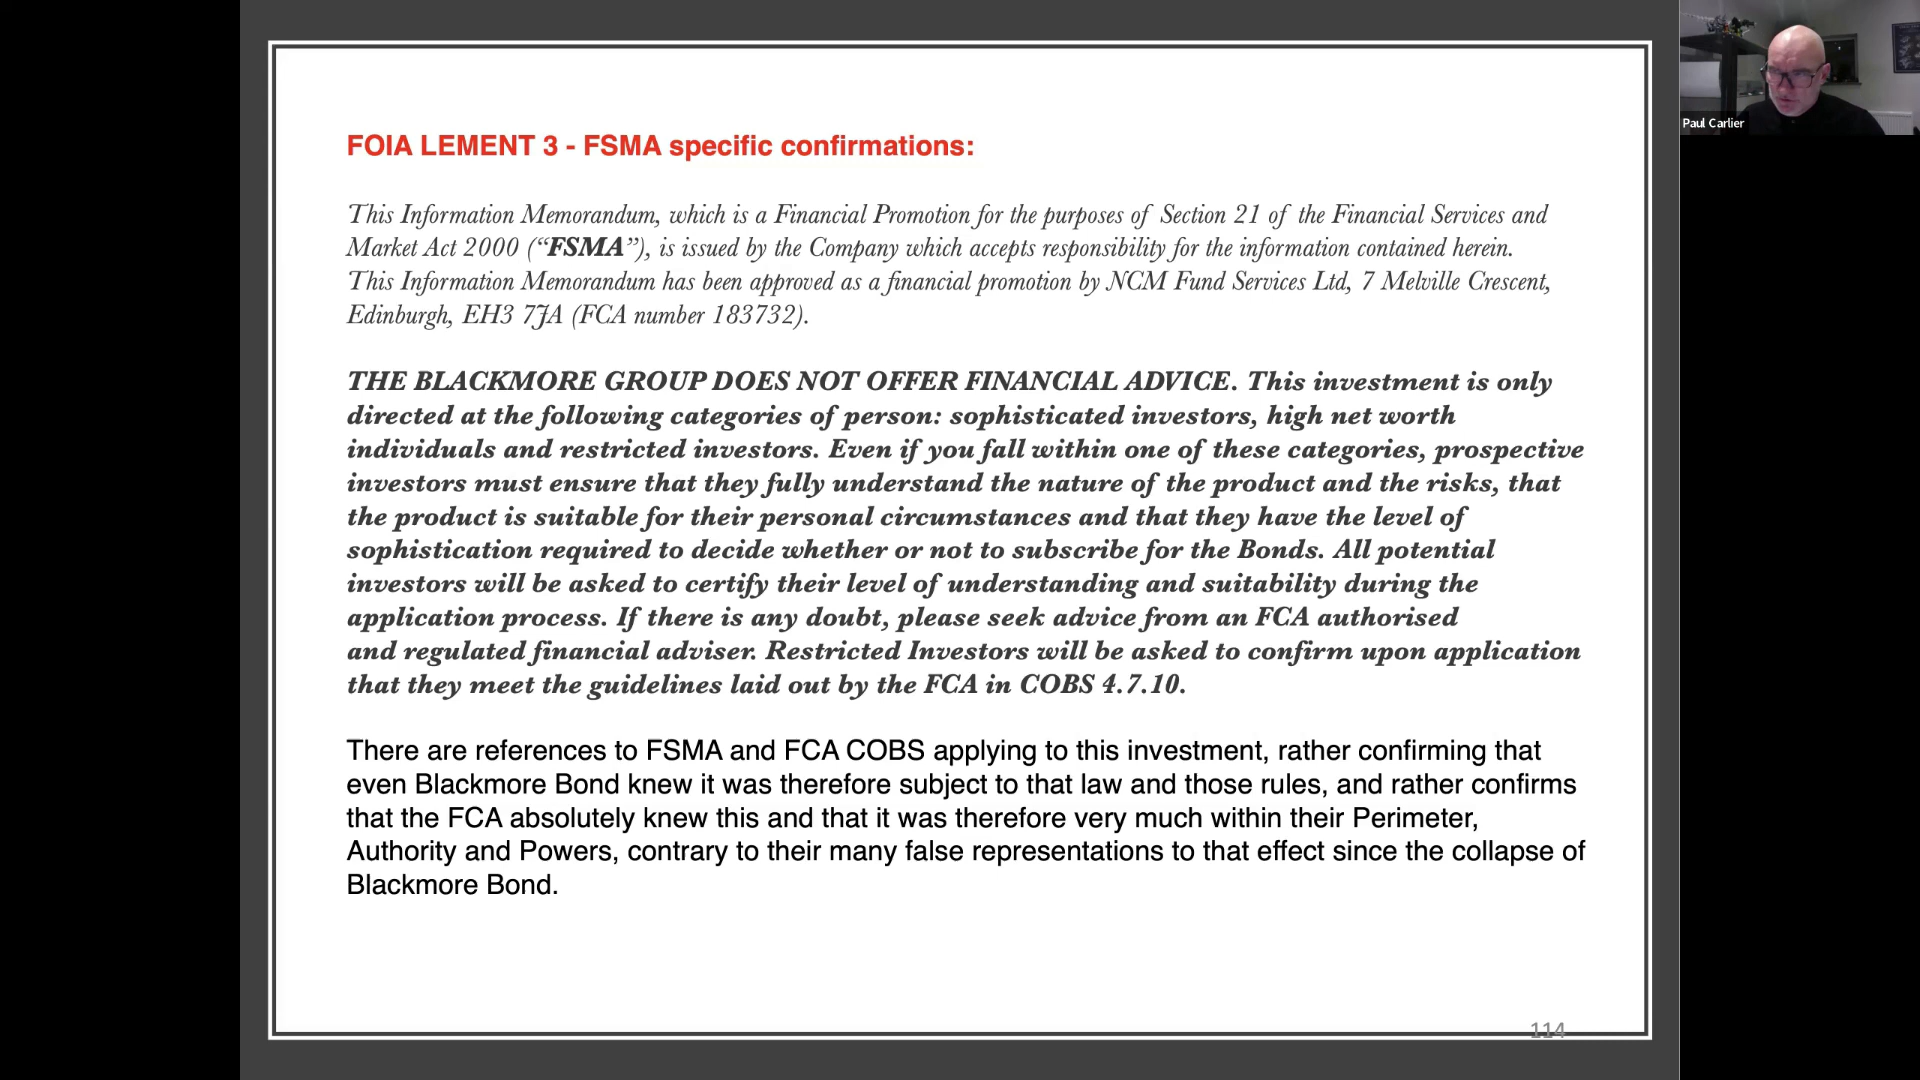 FOIA LEMENT 3 - FSMA specific confirmations:
This Information Memorandum, which is a Financial Promotion for the purposes of Section 21 of the Financial Services and
Market Act 2000 (“FSMA”), is issued by the Company which accepts responsibility for the information contained herein.
This Information Memorandum has been approved as a financial promotion by NCM Fund Services Ltd, 7 Melville Crescent,
Edinburgh, EH3 7JA (FCA number 183732).
THE BLACKMORE GROUP DOES NOT OFFER FINANCIAL ADVICE. This investment is only
directed at the following categories of person: sophisticated investors, high net worth
individuals and restricted investors. Even if you fall within one of these categories, prospective
investors must ensure that they fully understand the nature of the product and the risks, that
the product is suitable for their personal circumstances and that they have the level of
sophistication required to decide whether or not to subscribe for the Bonds. All potential
investors will be asked to certify their level of understanding and suitability during the
application process. If there is any doubt, please seek advice from an FCA authorised
and regulated financial adviser. Restricted Investors will be asked to confirm upon application
that they meet the guidelines laid out by the FCA in COBS 4.7.10.
There are references to FSMA and FCA COBS applying to this investment, rather confirming that
even Blackmore Bond knew it was therefore subject to that law and those rules, and rather confirms
that the FCA absolutely knew this and that it was therefore very much within their Perimeter,
Authority and Powers, contrary to their many false representations to that effect since the collapse of
Blackmore Bond.
114
Paul Carlier